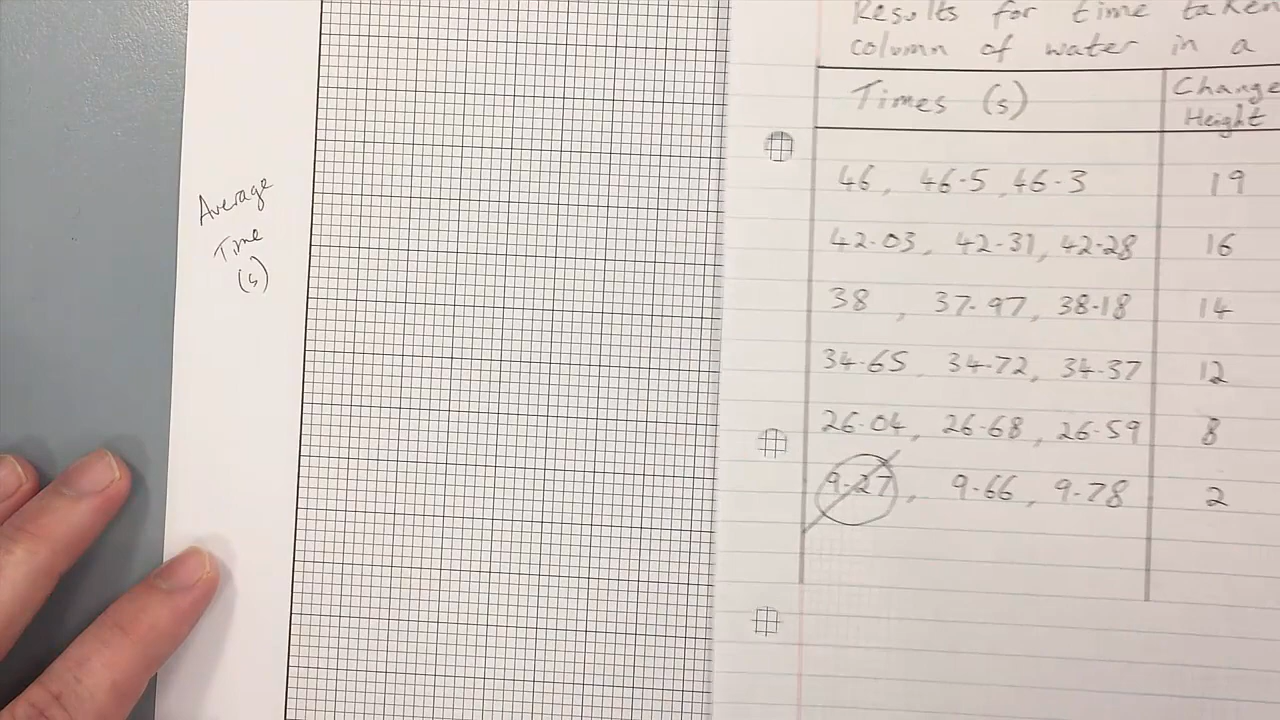 Average
Time
(s)
Results for time taken
column of water in a
Times (s) Change
Height
46, 46.5, 46.3 19
42.03, 42.31, 42.28 16
38, 37.97, 38.18 14
34.65 34.72, 34.37 12
26.04, 26.68, 26.59 8
9.27, 9.66, 9.78 2